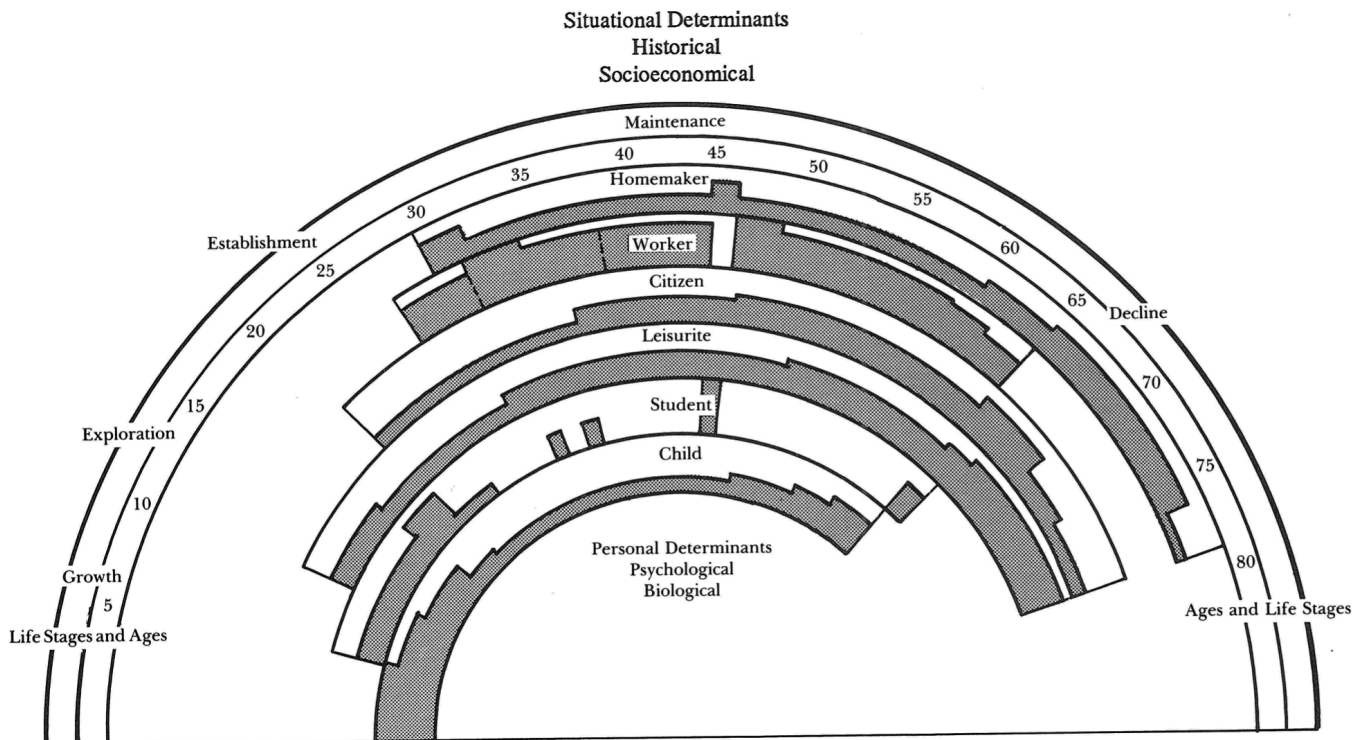 Situational Determinants
Historical
Socioeconomical
Maintenance
40
45
35
50
Homemaker
55
30
Establishment
Worker
60
25
Citizen
65
Decline
20
Leisurite
70
15
Student
Exploration
Child
75
10
Personal Determinants
Psychological
Biological
80
Growth
5
Ages and Life Stages
Life Stages and Ages